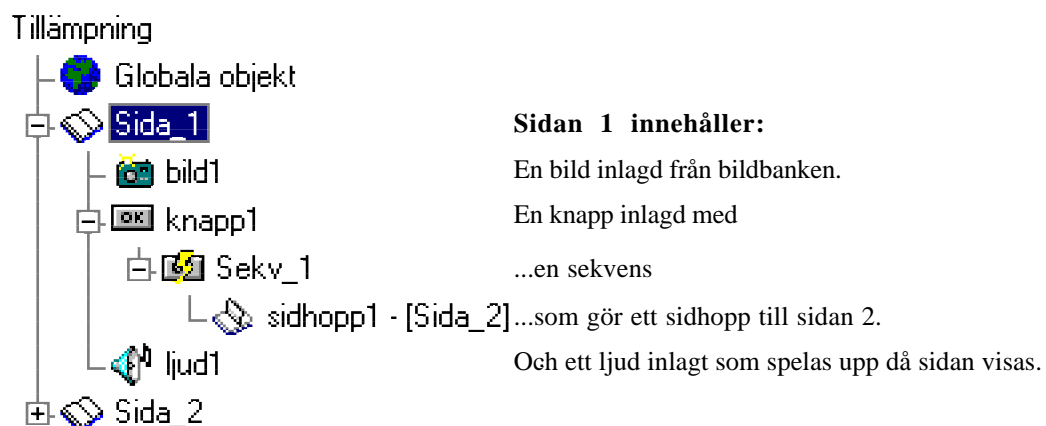 Tillämpning
Globala objekt
Sida_1 Sidan 1 innehåller:
bild1 En bild inlagd från bildbanken.
OK knapp1 En knapp inlagd med
Sekv_1 ...en sekvens
sidhopp1 - [Sida_2] ...som gör ett sidhopp till sidan 2.
ljud1 Och ett ljud inlagt som spelas upp då sidan visas.
Sida_2